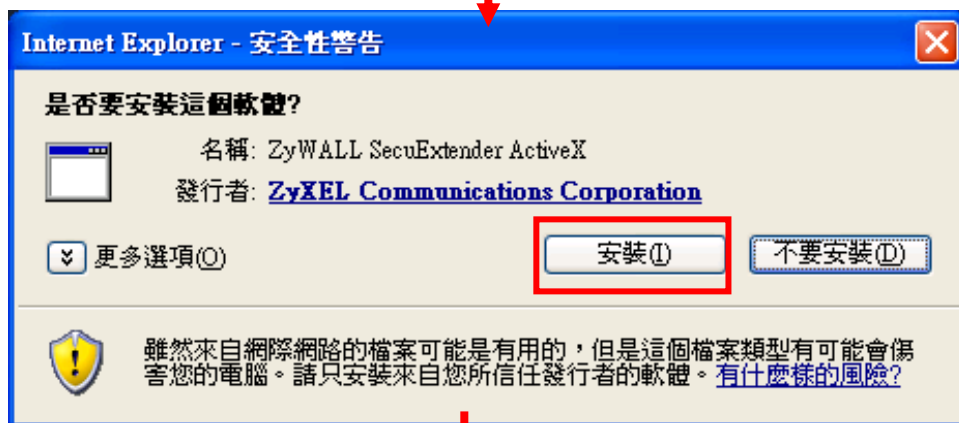 Internet Explorer - 安全性警告
是否要安裝這個軟體?
名稱: ZyWALL SecuExtender ActiveX
發行者: ZyXEL Communications Corporation
更多選項(O)
安裝(I)
不要安裝(D)
雖然來自網際網路的檔案可能是有用的，但是這個檔案類型有可能會傷
害您的電腦。請只安裝來自您所信任發行者的軟體。有什麼樣的風險?